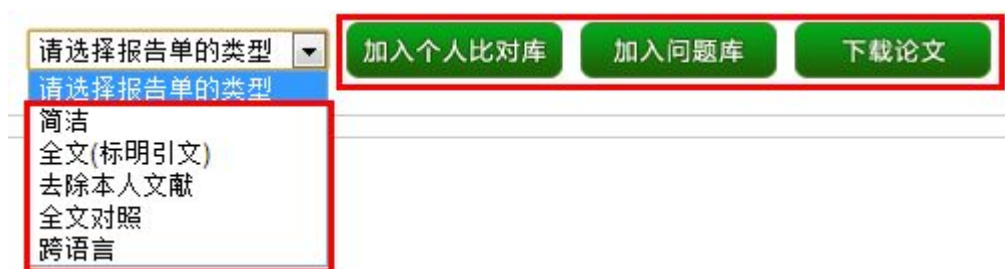 请选择报告单的类型 加入个人比对库 加入问题库 下载论文
请选择报告单的类型
简洁
全文(标明引文)
去除本人文献
全文对照
跨语言